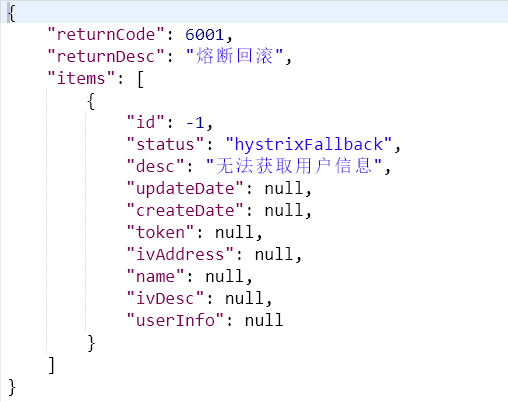 {
    "returnCode": 6001,
    "returnDesc": "熔断回滚",
    "items": [
        {
            "id": -1,
            "status": "hystrixFallback",
            "desc": "无法获取用户信息",
            "updateDate": null,
            "createDate": null,
            "token": null,
            "ivAddress": null,
            "name": null,
            "ivDesc": null,
            "userInfo": null
        }
    ]
}